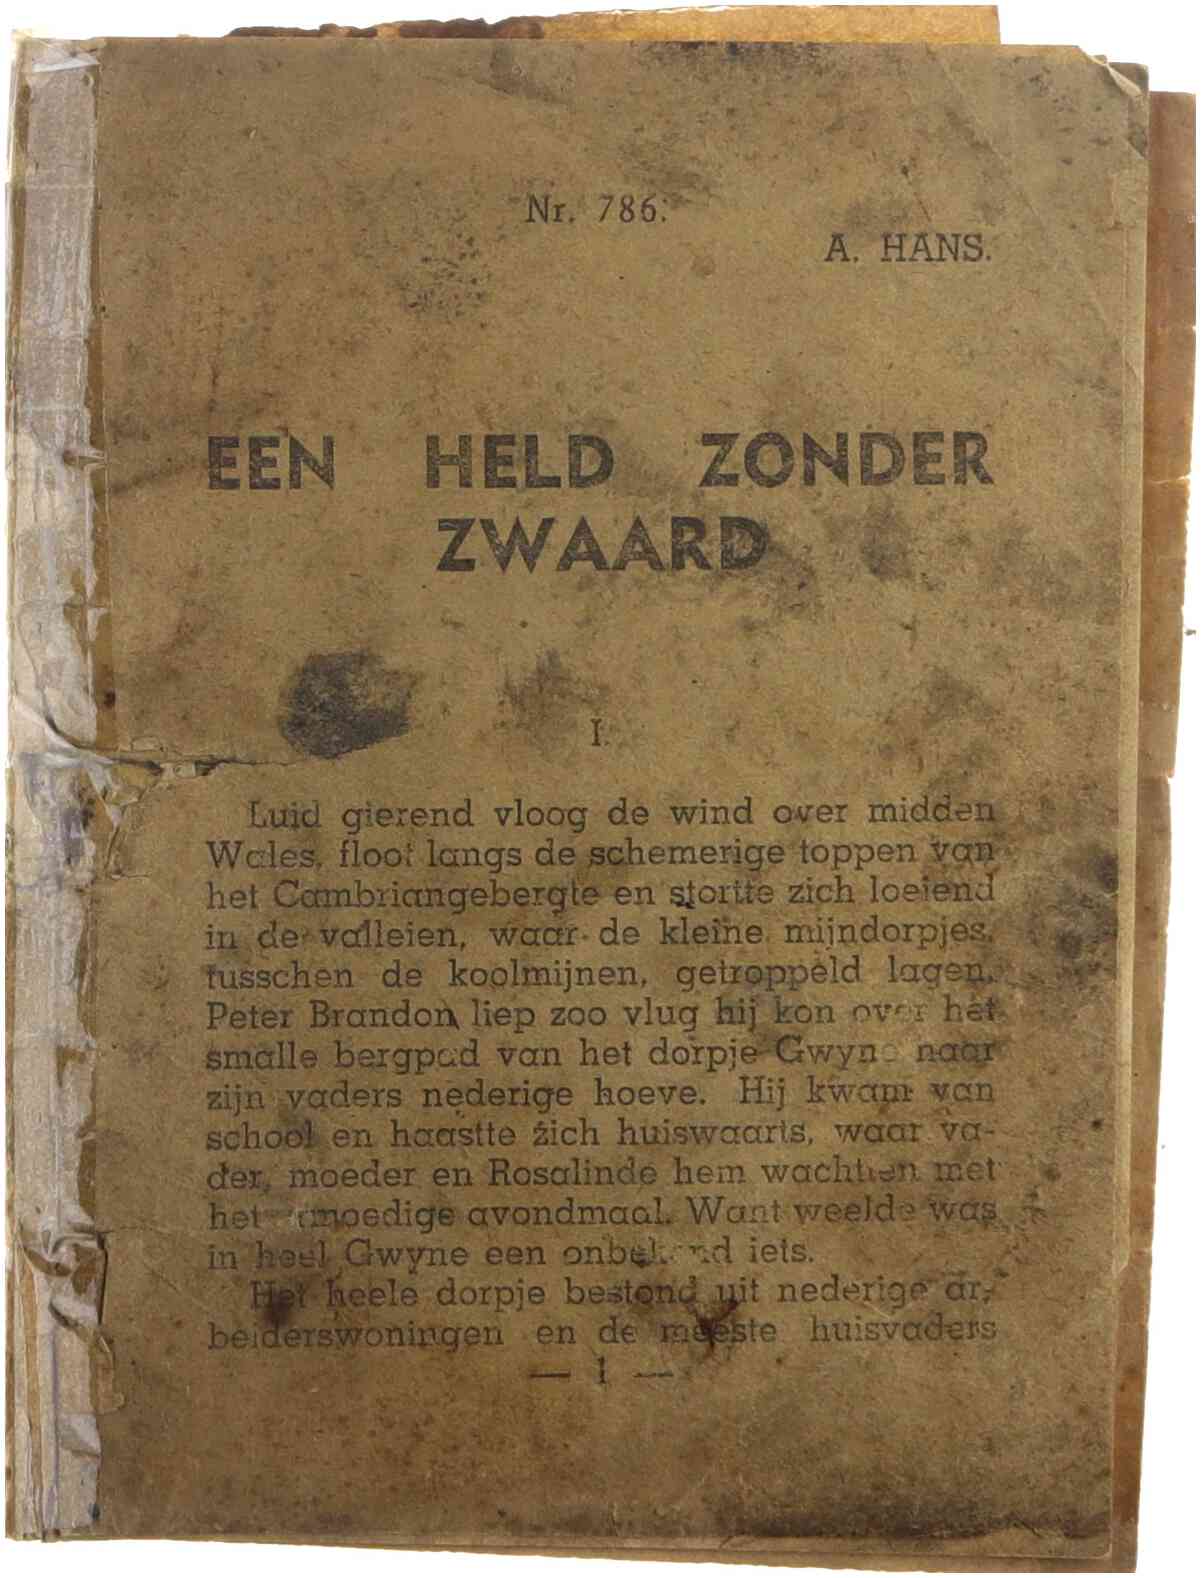 Nr. 786.
A. HANS.
EEN HELD ZONDER
ZWAARD
I.
Luid gierend vloog de wind over midden
Wales, floot langs de schemerige toppen van
het Cambriangebergte en stortte zich loeiend
in de valleien, waar de kleine mijndorpjes,
tusschen de koolmijnen, getroppeld lagen.
Peter Brandon liep zoo vlug hij kon over het
smalle bergpad van het dorpje Gwyne naar
zijn vaders nederige hoeve. Hij kwam van
school en haastte zich huiswaarts, waar va-
der, moeder en Rosalinde hem wachtten met
het avondmaal. Want weelde was
in heel Gwyne een onbekend iets.
Het heele dorpje bestond uit nederige ar-
beiderswoningen en de meeste huisvaders
— 1 —